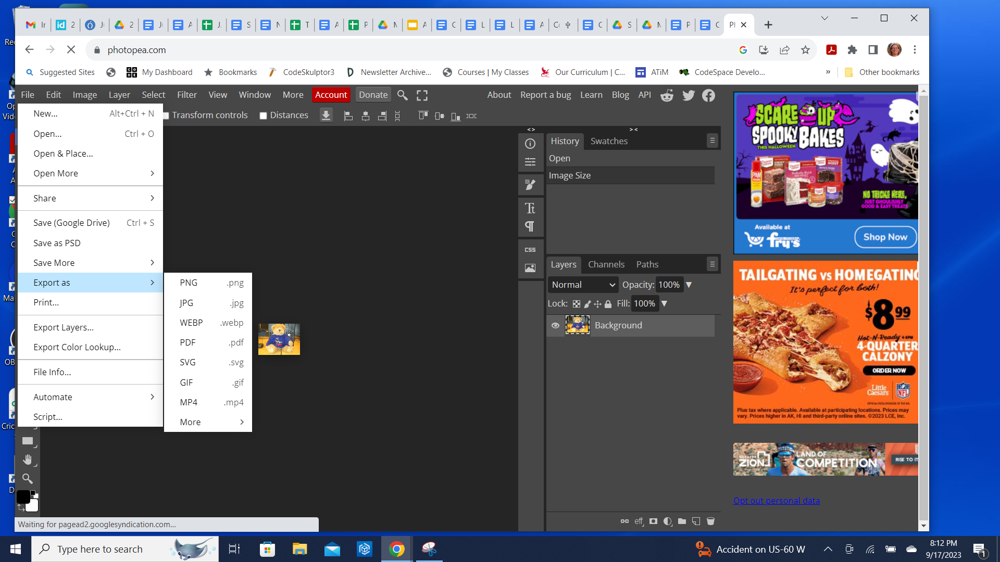 photopea.com
Suggested Sites
My Dashboard
Bookmarks
CodeSkulptor3
Newsletter Archive...
Courses | My Classes
Our Curriculum | C...
ATiM
CodeSpace Develo...
»
Other bookmarks
File Edit Image Layer Select Filter View Window More Account Donate
About Report a bug Learn Blog API
Transform controls
Distances
New... Alt+Ctrl + N
Open... Ctrl + O
Open & Place...
Open More
Share
Save (Google Drive) Ctrl + S
Save as PSD
Save More
Export as
Print...
Export Layers...
Export Color Lookup...
File Info...
Automate
Script...
PNG .png
JPG .jpg
WEBP .webp
PDF .pdf
SVG .svg
GIF .gif
MP4 .mp4
More
< >
> <
History Swatches
Open
Image Size
CSS
Layers Channels Paths
Normal Opacity: 100%
Lock: Fill: 100%
Background
eff
SCARE UP
SPOOKY BAKES
THIS HALLOWEEN
NO TRICKS HERE,
JUST GHOULISHLY
GOOD & EASY TREATS
Available at
fry's
Shop Now
TAILGATING vs HOMEGATING
It's perfect for both!
$8.99
Hot-N-Ready 4-8PM
4-QUARTER
CALZONY
ORDER NOW
Little
Caesars
NFL
Plus tax where applicable. Available at participating locations. Prices may
vary. Prices higher in AK, HI and third-party online sites. ©2023 LCE, Inc.
GREATER
ZION
LAND OF
COMPETITION
RISE TO IT
Opt out personal data
Waiting for pagead2.googlesyndication.com...
Type here to search
Accident on US-60 W
8:12 PM
9/17/2023
1